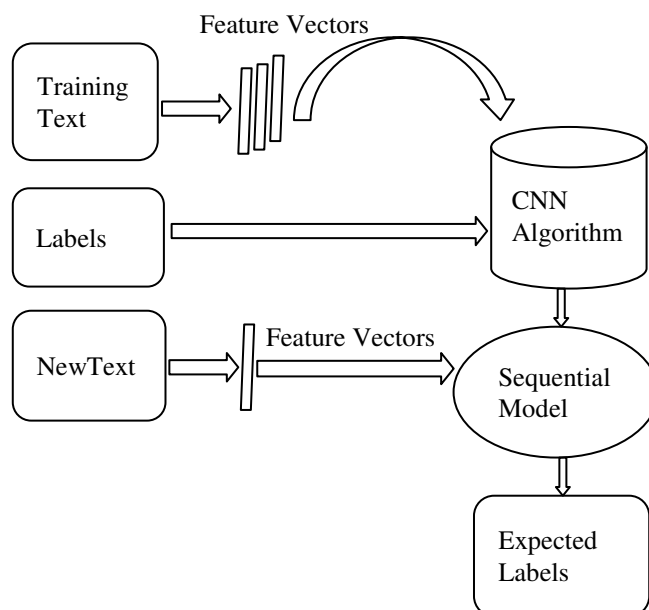 Feature Vectors
Training
Text
CNN
Algorithm
Labels
NewText
Feature Vectors
Sequential
Model
Expected
Labels